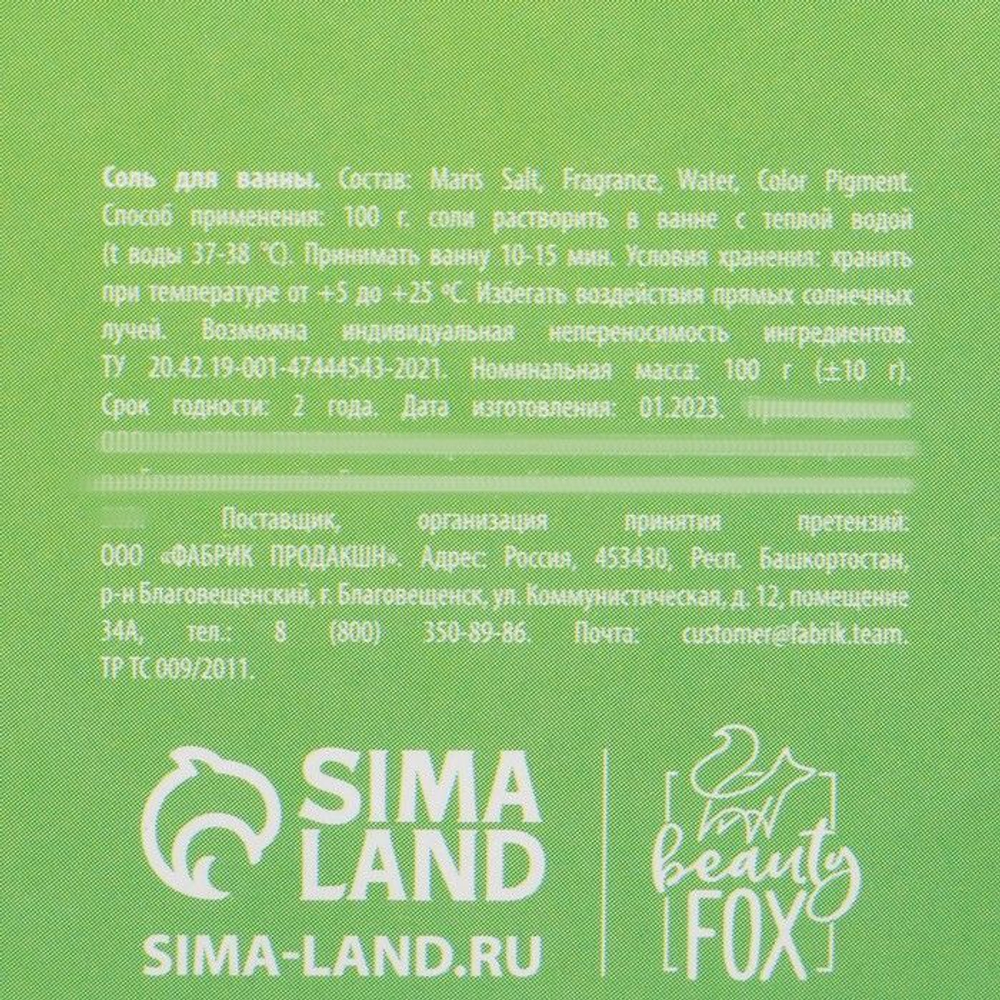 Соль для ванны. Состав: Maris Salt, Fragrance, Water, Color Pigment.
Способ применения: 100 г. соли растворить в ванне с теплой водой
(t воды 37-38 °C). Принимать ванну 10-15 мин. Условия хранения: хранить
при температуре от +5 до +25 ºC. Избегать воздействия прямых солнечных
лучей. Возможна индивидуальная непереносимость ингредиентов.
ТУ 20.42.19-001-47444543-2021. Номинальная масса: 100 г (±10 г).
Срок годности: 2 года. Дата изготовления: 01.2023.
Поставщик, организация принятия претензий:
ООО «ФАБРИК ПРОДАКШН». Адрес: Россия, 453430, Респ. Башкортостан,
р-н Благовещенский, г. Благовещенск, ул. Коммунистическая, д. 12, помещение
34А, тел.: 8 (800) 350-89-86. Почта: customer@fabrik.team.
ТР ТС 009/2011.
SIMA
LAND
SIMA-LAND.RU
beauty
FOX